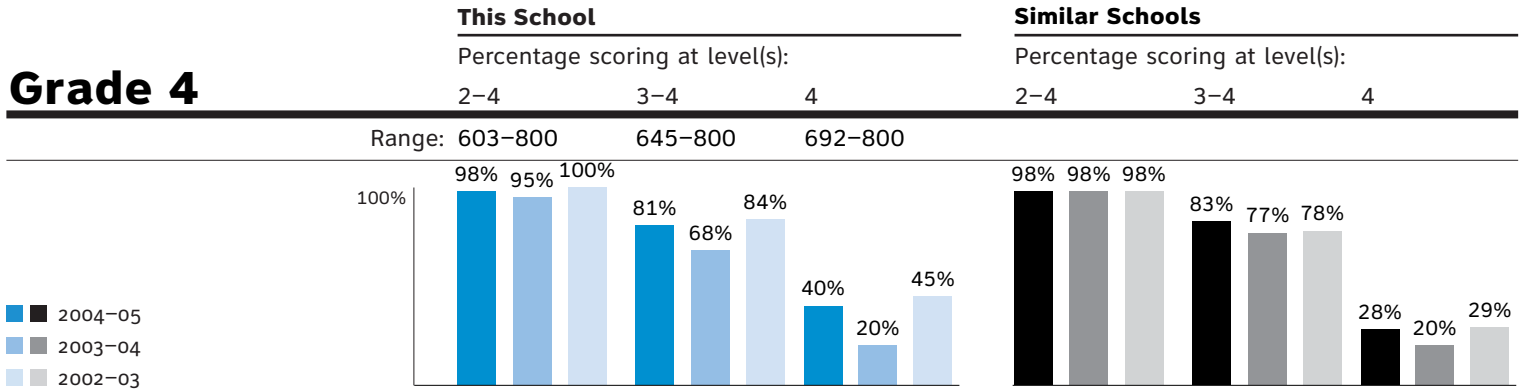 This School Similar Schools
Percentage scoring at level(s): Percentage scoring at level(s):
Grade 4 2–4 3–4 4 2–4 3–4 4
Range: 603–800 645–800 692–800
98% 95% 100% 81% 68% 84% 40% 20% 45% 98% 98% 98% 83% 77% 78% 28% 20% 29%
100%
2004–05
2003–04
2002–03